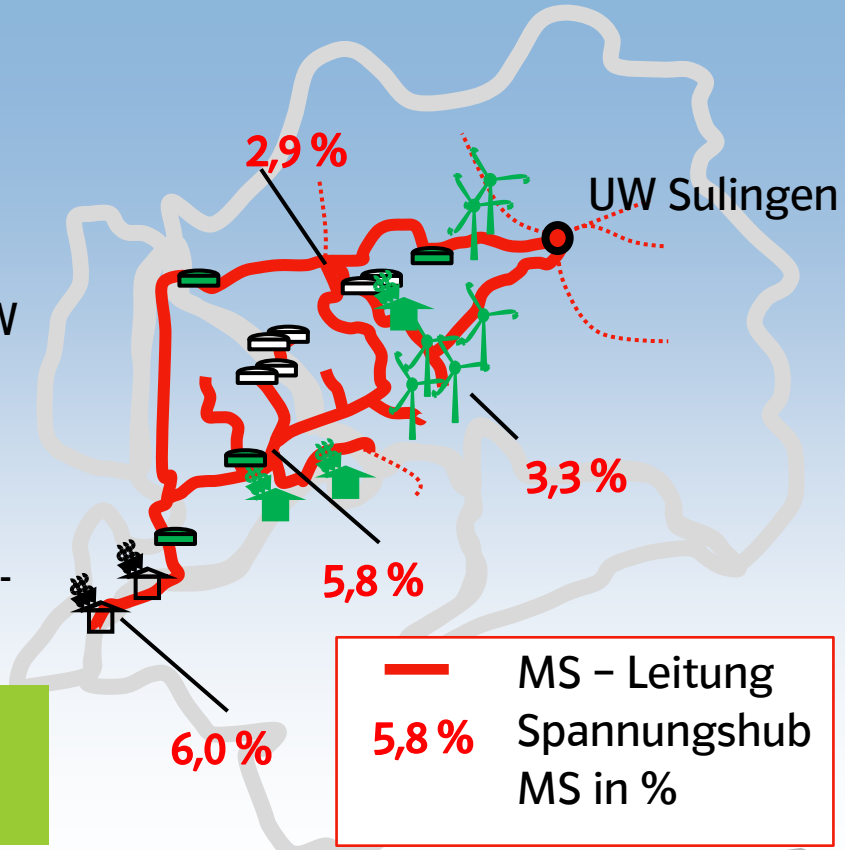 2,9 %
UW Sulingen
W
3,3 %
-
5,8 %
6,0 %
MS – Leitung
5,8 % Spannungshub
MS in %